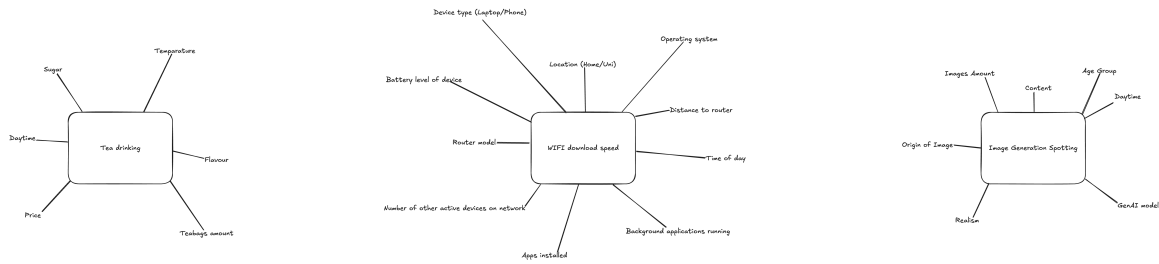 Temparature
Sugar
Daytime
Tea drinking
Flavour
Price
Teabags amount
Device type (Laptop/Phone)
Operating system
Location (Home/Uni)
Battery level of device
Distance to router
Router model
WIFI download speed
Time of day
Number of other active devices on network
Background applications running
Apps installed
Images Amount
Age Group
Content
Daytime
Origin of Image
Image Generation Spotting
GenAI model
Realism